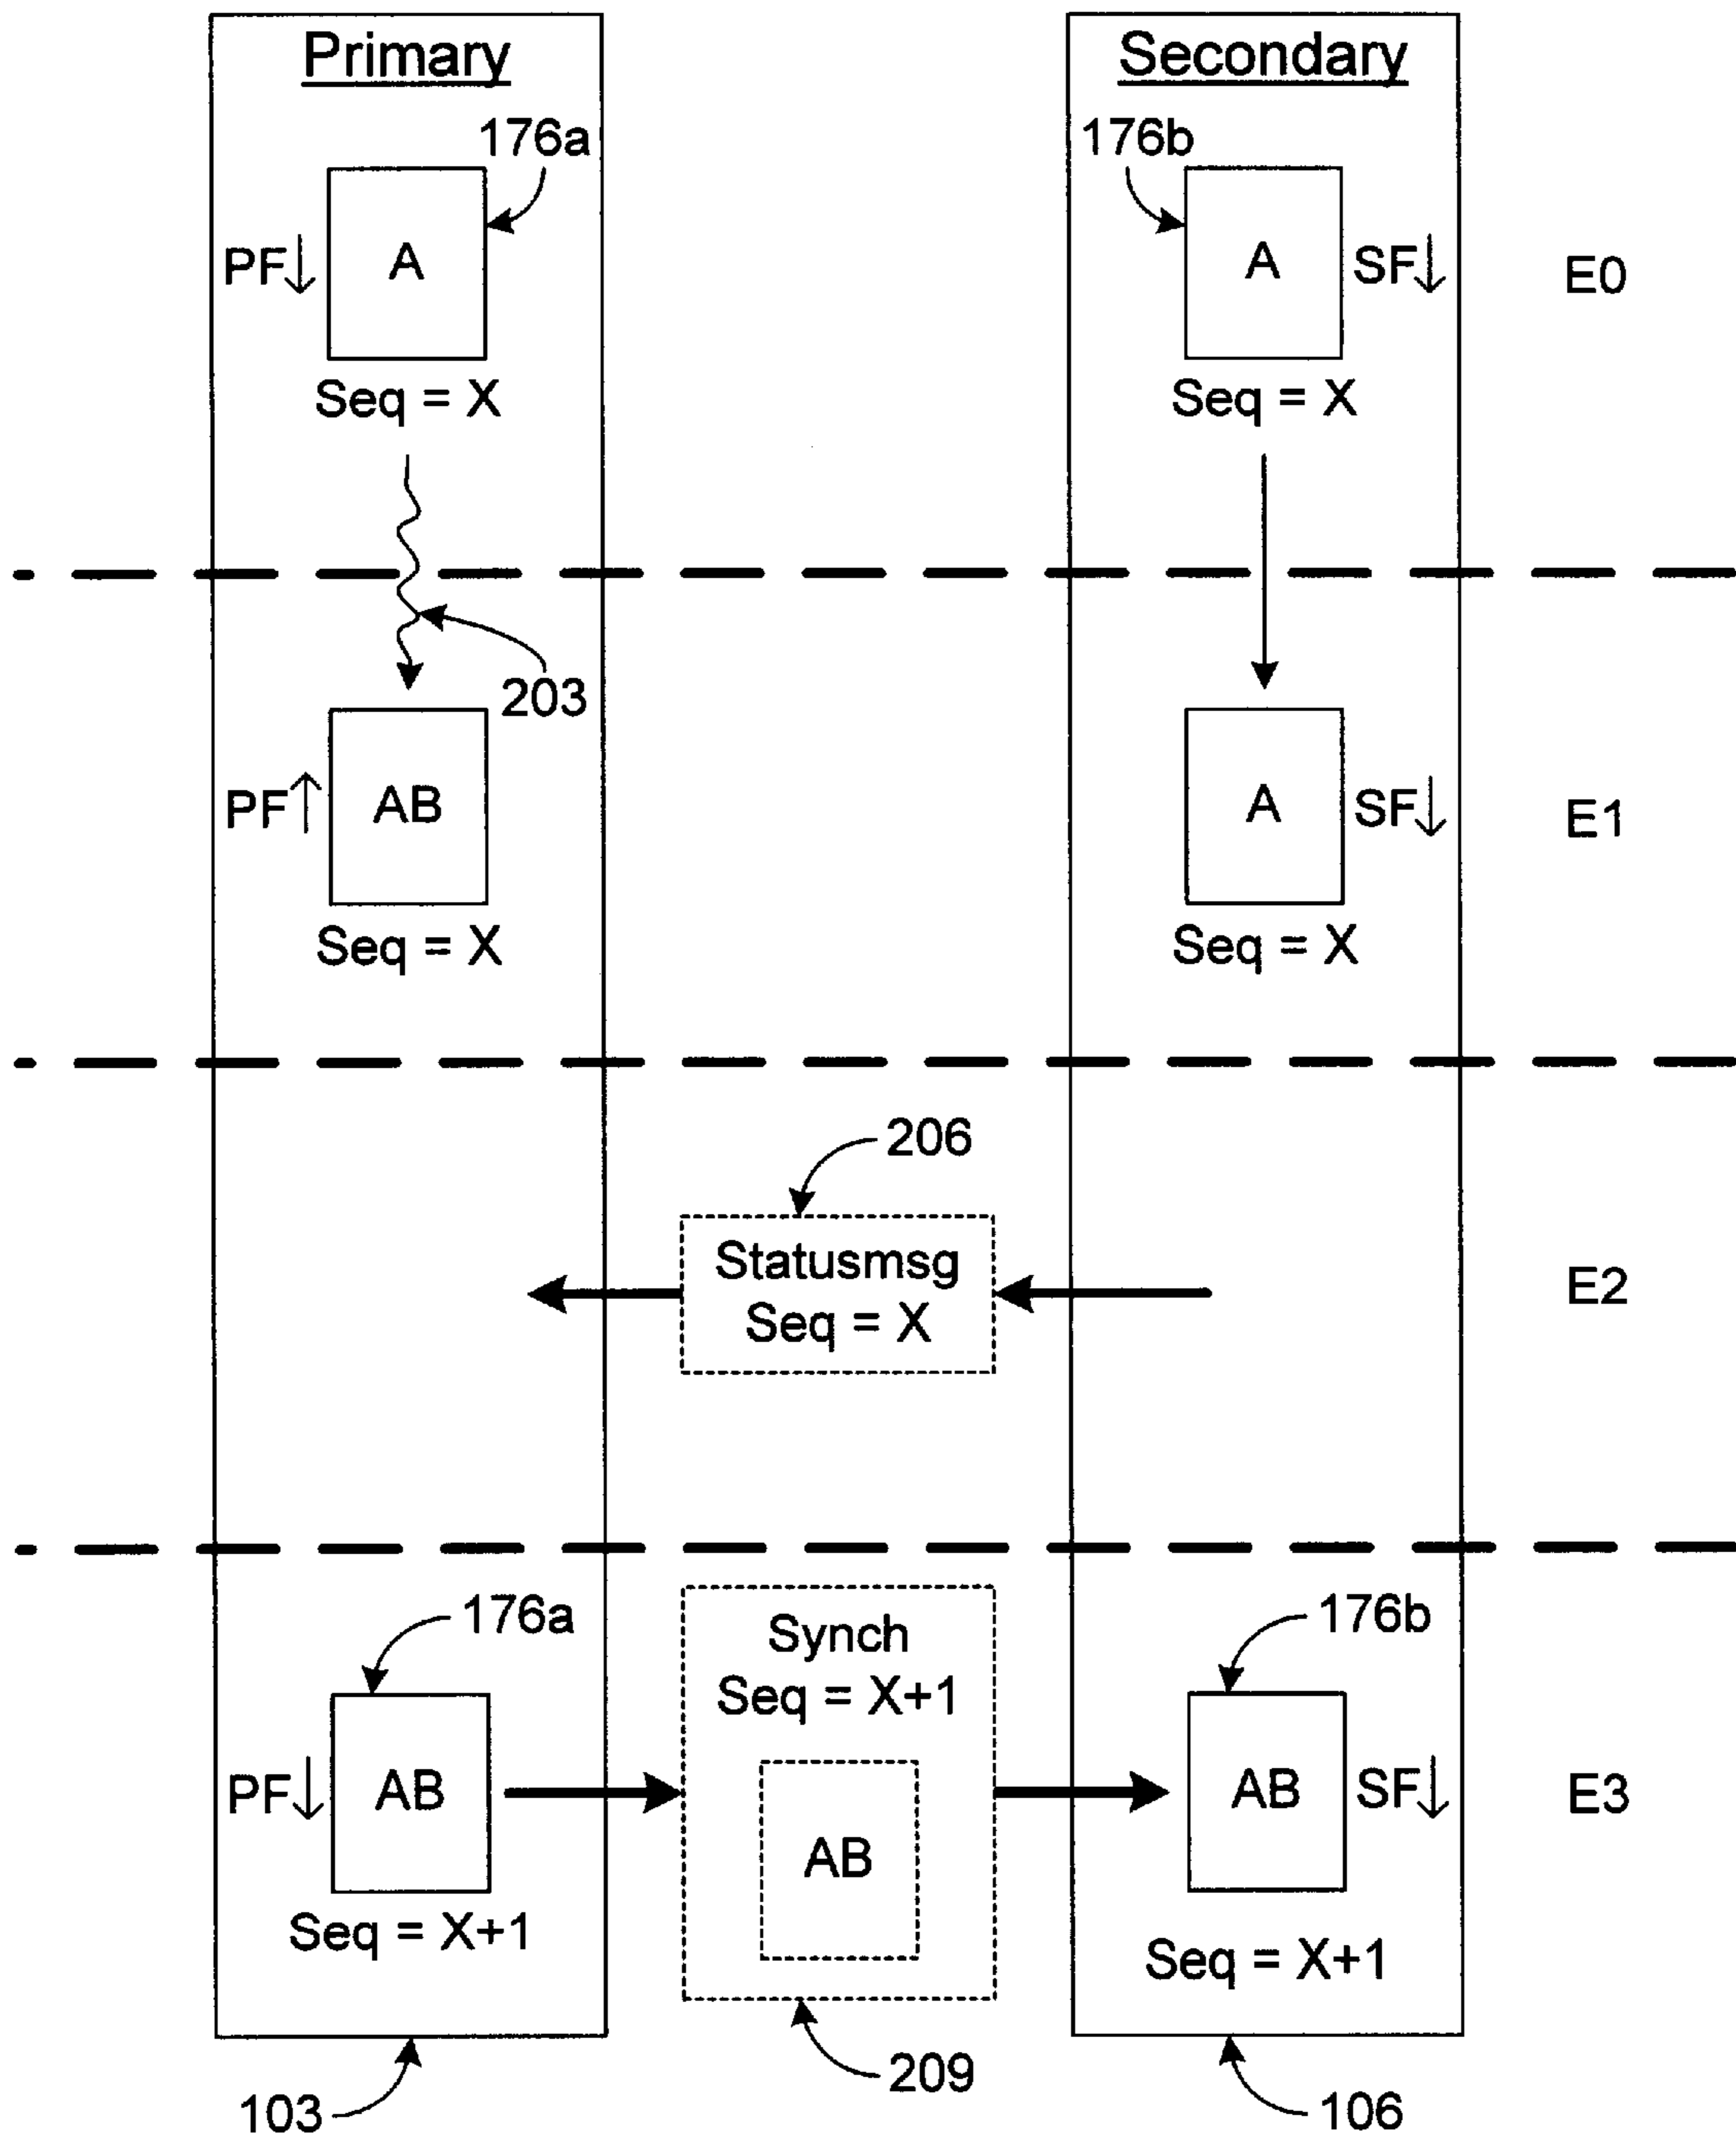 Primary
Secondary
176a
176b
PF↓
A
A
SF↓
E0
Seq = X
Seq = X
203
PF↑
AB
A
SF↓
E1
Seq = X
Seq = X
206
Statusmsg
Seq = X
E2
176a
Synch
Seq = X+1
176b
PF↓
AB
AB
AB
SF↓
E3
Seq = X+1
Seq = X+1
103
209
106